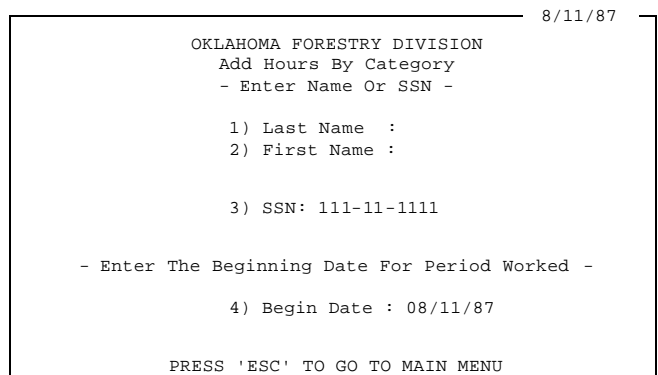 8/11/87
OKLAHOMA FORESTRY DIVISION
Add Hours By Category
- Enter Name Or SSN -
1) Last Name :
2) First Name :
3) SSN: 111-11-1111
- Enter The Beginning Date For Period Worked -
4) Begin Date : 08/11/87
PRESS 'ESC' TO GO TO MAIN MENU